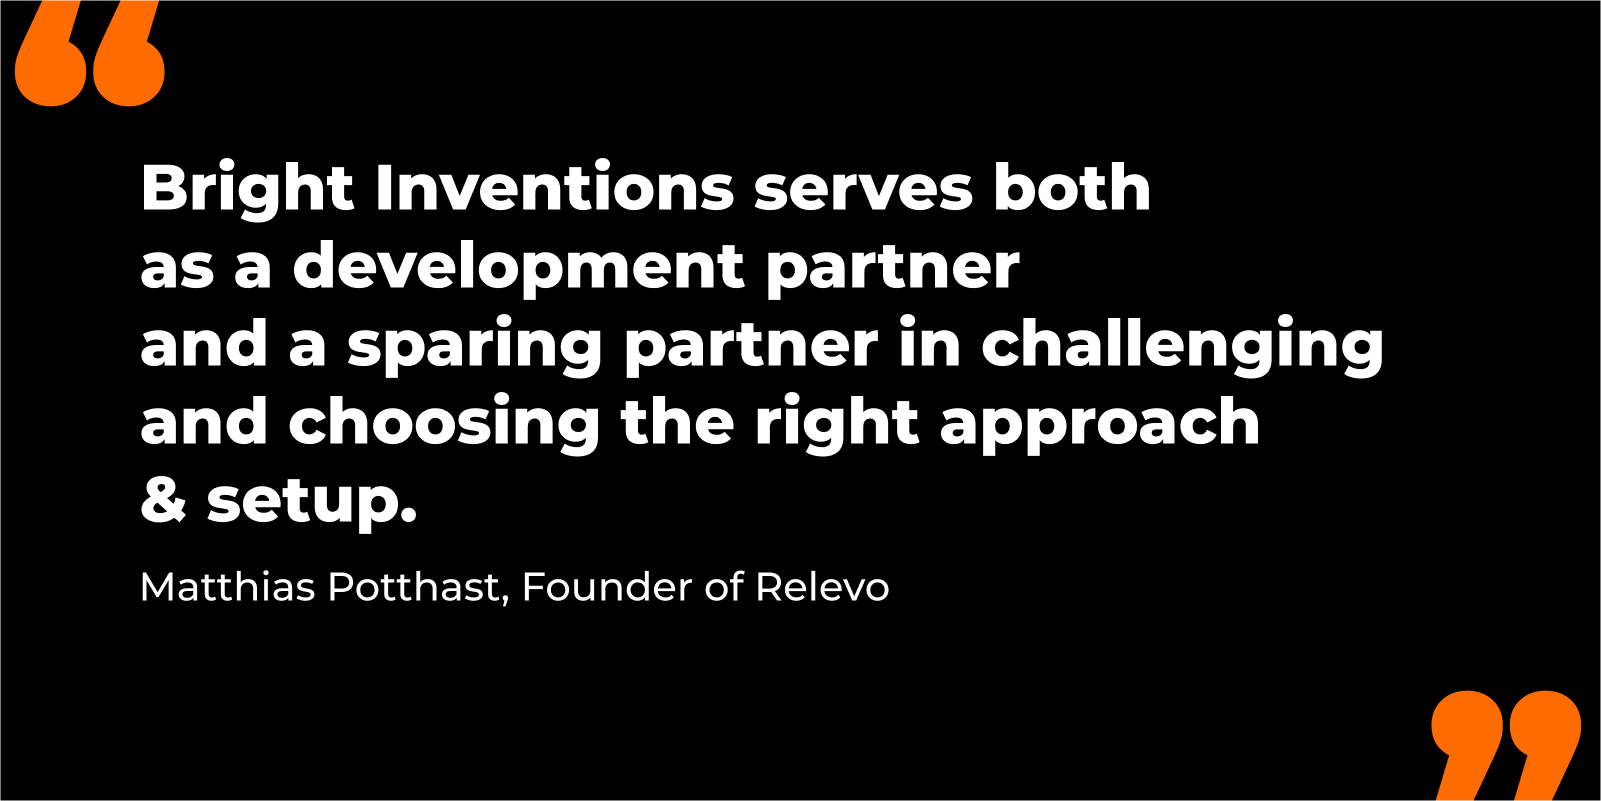 Bright Inventions serves both
as a development partner
and a sparing partner in challenging
and choosing the right approach
& setup.
Matthias Potthast, Founder of Relevo